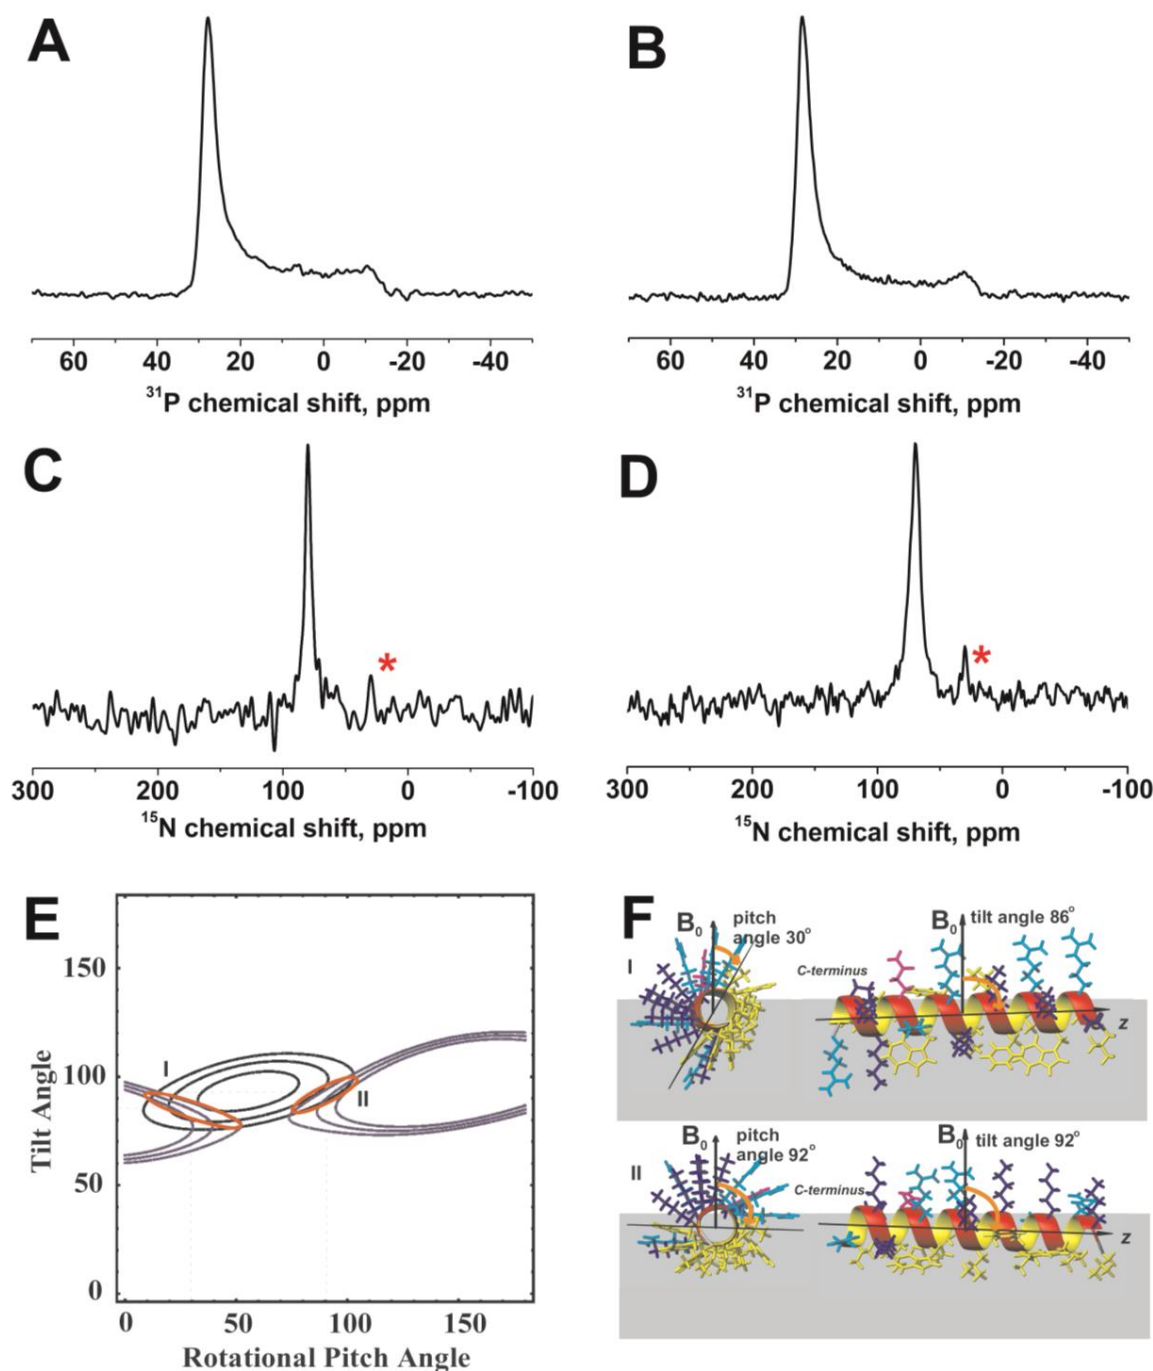 A
B
60 40 20 0 -20 -40
³¹P chemical shift, ppm
60 40 20 0 -20 -40
³¹P chemical shift, ppm
C
D
*
*
300 200 100 0 -100
¹⁵N chemical shift, ppm
300 200 100 0 -100
¹⁵N chemical shift, ppm
E
150
100
50
0
Tilt Angle
I
II
0 50 100 150
Rotational Pitch Angle
F
I
B₀
pitch
angle 30°
C-terminus
B₀
tilt angle 86°
z
II
B₀
pitch
angle 92°
C-terminus
B₀
tilt angle 92°
z